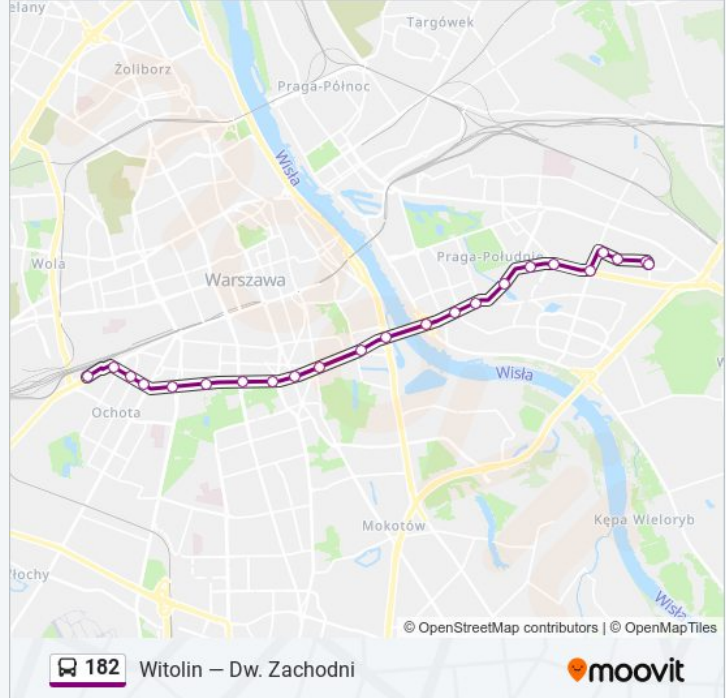 elany
Targówek
Żoliborz
Praga-Północ
Wisła
Praga-Południe
Wola
Warszawa
Wisła
Ochota
Mokotów
Kępa Wieloryb
łochy
Wisła
© OpenStreetMap contributors | © OpenMapTiles
182 Witolin — Dw. Zachodni
moovit